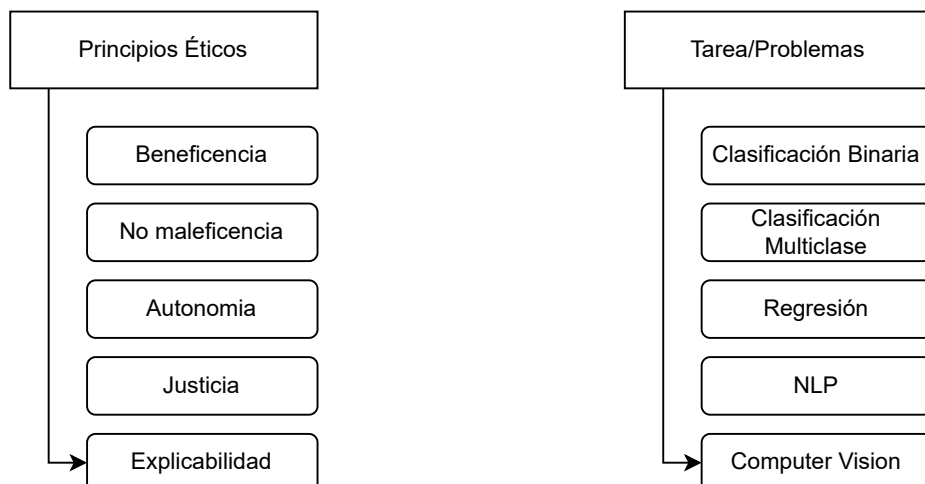 Principios Éticos
Beneficencia
No maleficencia
Autonomia
Justicia
Explicabilidad
Tarea/Problemas
Clasificación Binaria
Clasificación
Multiclase
Regresión
NLP
Computer Vision